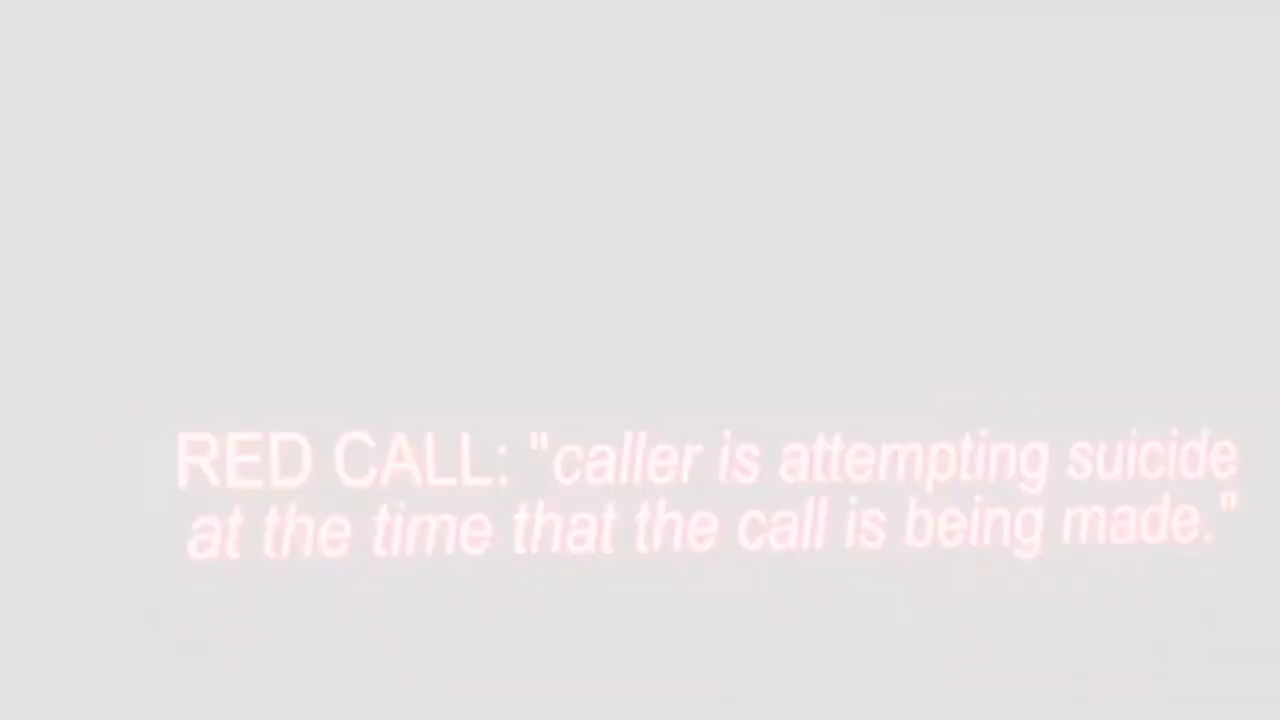 RED CALL: "caller is attempting suicide
at the time that the call is being made."